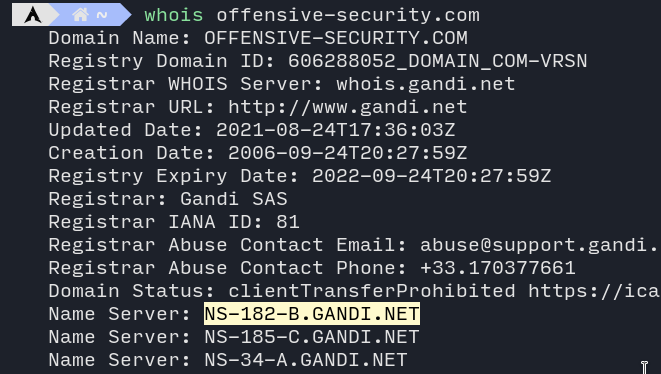 ~ whois offensive-security.com
Domain Name: OFFENSIVE-SECURITY.COM
Registry Domain ID: 606288052_DOMAIN_COM-VRSN
Registrar WHOIS Server: whois.gandi.net
Registrar URL: http://www.gandi.net
Updated Date: 2021-08-24T17:36:03Z
Creation Date: 2006-09-24T20:27:59Z
Registry Expiry Date: 2022-09-24T20:27:59Z
Registrar: Gandi SAS
Registrar IANA ID: 81
Registrar Abuse Contact Email: abuse@support.gandi.
Registrar Abuse Contact Phone: +33.170377661
Domain Status: clientTransferProhibited https://ica
Name Server: NS-182-B.GANDI.NET
Name Server: NS-185-C.GANDI.NET
Name Server: NS-34-A.GANDI.NET